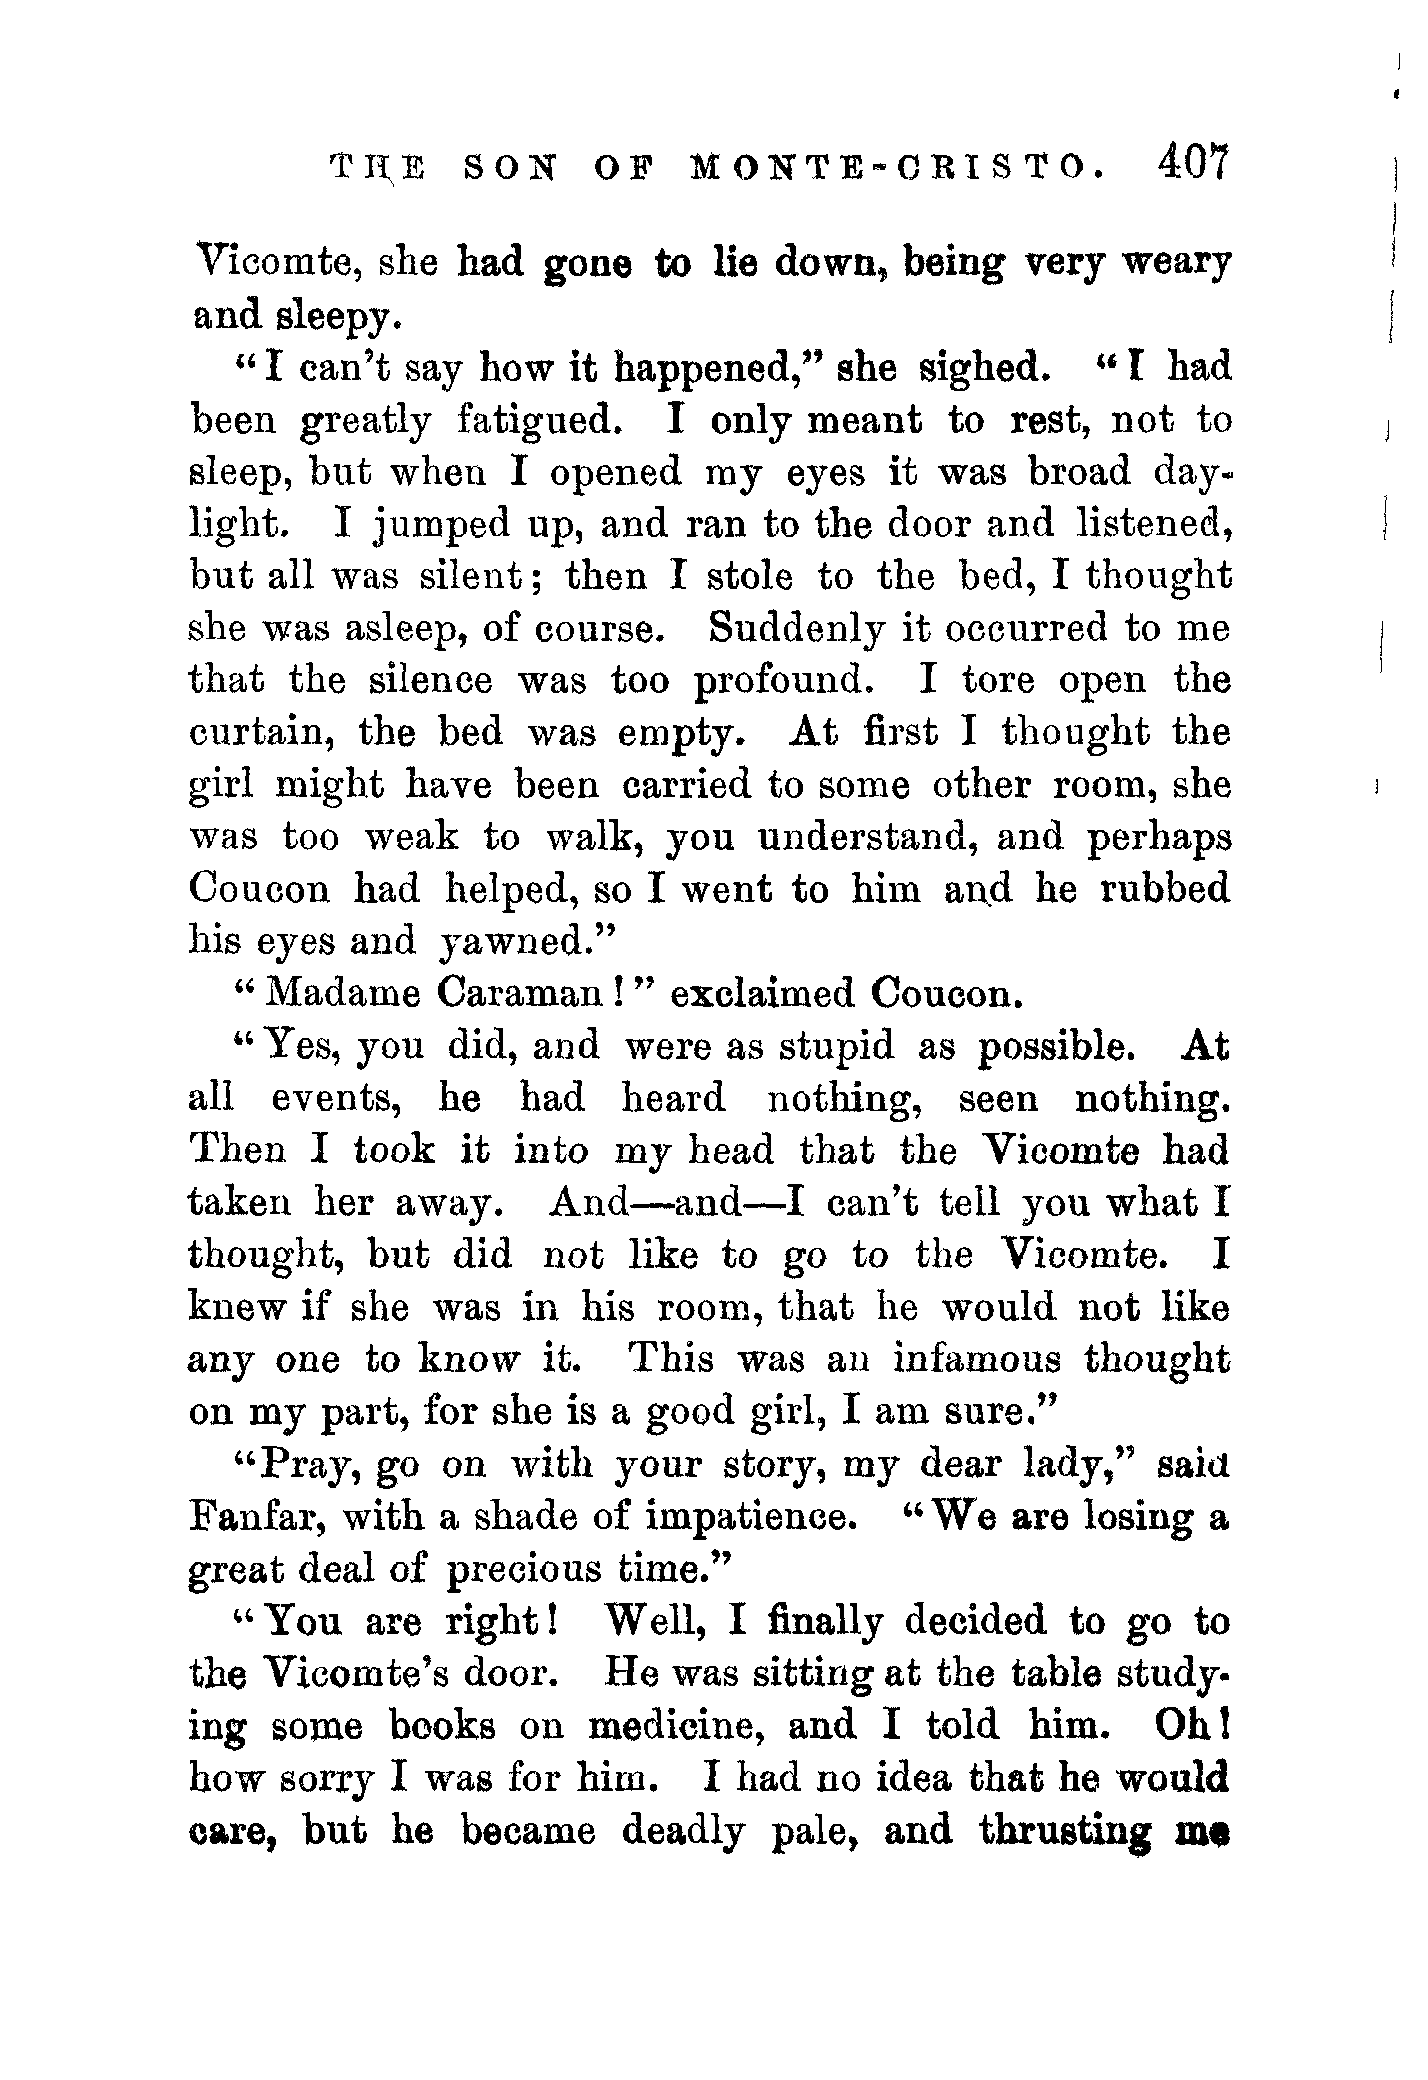 THE SON OF MONTE-CRISTO. 407
Vicomte, she had gone to lie down, being very weary
and sleepy.
"I can't say how it happened," she sighed. "I had
been greatly fatigued. I only meant to rest, not to
sleep, but when I opened my eyes it was broad day-
light. I jumped up, and ran to the door and listened,
but all was silent; then I stole to the bed, I thought
she was asleep, of course. Suddenly it occurred to me
that the silence was too profound. I tore open the
curtain, the bed was empty. At first I thought the
girl might have been carried to some other room, she
was too weak to walk, you understand, and perhaps
Coucon had helped, so I went to him and he rubbed
his eyes and yawned."
"Madame Caraman!" exclaimed Coucon.
"Yes, you did, and were as stupid as possible. At
all events, he had heard nothing, seen nothing.
Then I took it into my head that the Vicomte had
taken her away. And—and—I can't tell you what I
thought, but did not like to go to the Vicomte. I
knew if she was in his room, that he would not like
any one to know it. This was an infamous thought
on my part, for she is a good girl, I am sure."
"Pray, go on with your story, my dear lady," said
Fanfar, with a shade of impatience. "We are losing a
great deal of precious time."
"You are right! Well, I finally decided to go to
the Vicomte's door. He was sitting at the table study-
ing some books on medicine, and I told him. Oh!
how sorry I was for him. I had no idea that he would
care, but he became deadly pale, and thrusting me